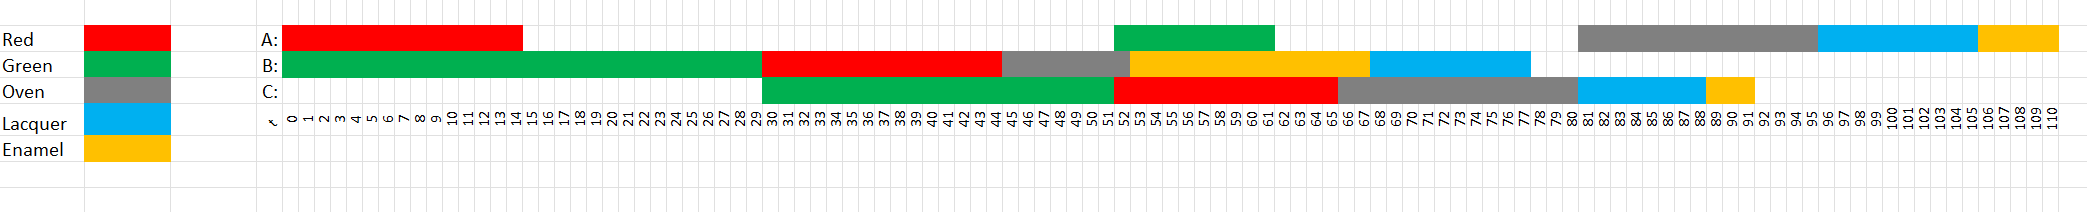 Red A:
Green B:
Oven C:
Lacquer 0 1 2 3 4 5 6 7 8 9 10 11 12 13 14 15 16 17 18 19 20 21 22 23 24 25 26 27 28 29 30 31 32 33 34 35 36 37 38 39 40 41 42 43 44 45 46 47 48 49 50 51 52 53 54 55 56 57 58 59 60 61 62 63 64 65 66 67 68 69 70 71 72 73 74 75 76 77 78 79 80 81 82 83 84 85 86 87 88 89 90 91 92 93 94 95 96 97 98 99 100 101 102 103 104 105 106 107 108 109 110
Enamel